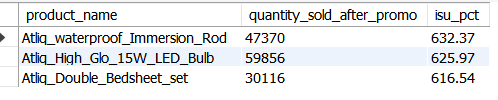 product_name quantity_sold_after_promo isu_pct
Atliq_waterproof_Immersion_Rod 47370 632.37
Atliq_High_Glo_15W_LED_Bulb 59856 625.97
Atliq_Double_Bedsheet_set 30116 616.54